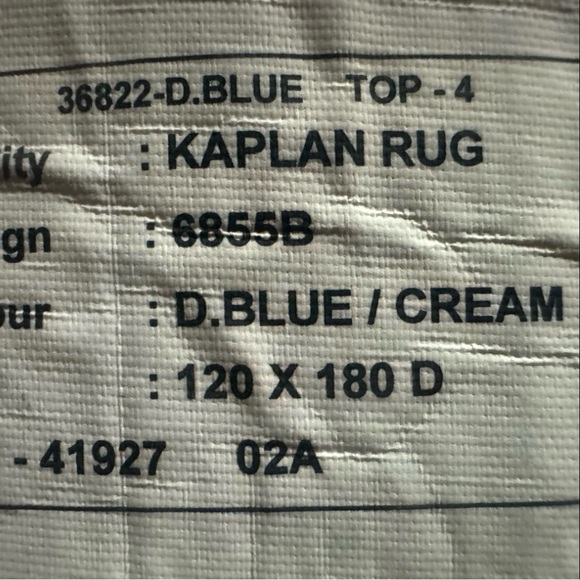 36822-D.BLUE TOP - 4
ity : KAPLAN RUG
gn : 6855B
our : D.BLUE / CREAM
: 120 X 180 D
- 41927 02A